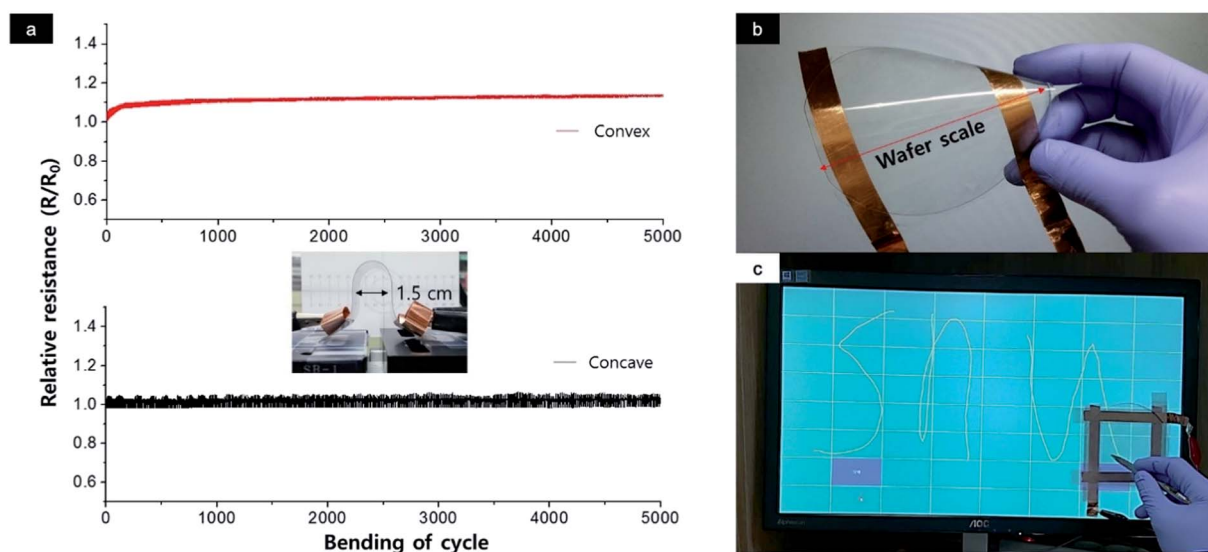 a
1.4
1.2
1.0
0.8
0.6
Convex
0 1000 2000 3000 4000 5000
Relative resistance (R/R₀)
1.5 cm
SB-1
1.4
1.2
1.0
0.8
0.6
Concave
0 1000 2000 3000 4000 5000
Bending of cycle
b
Wafer scale
c
AOC